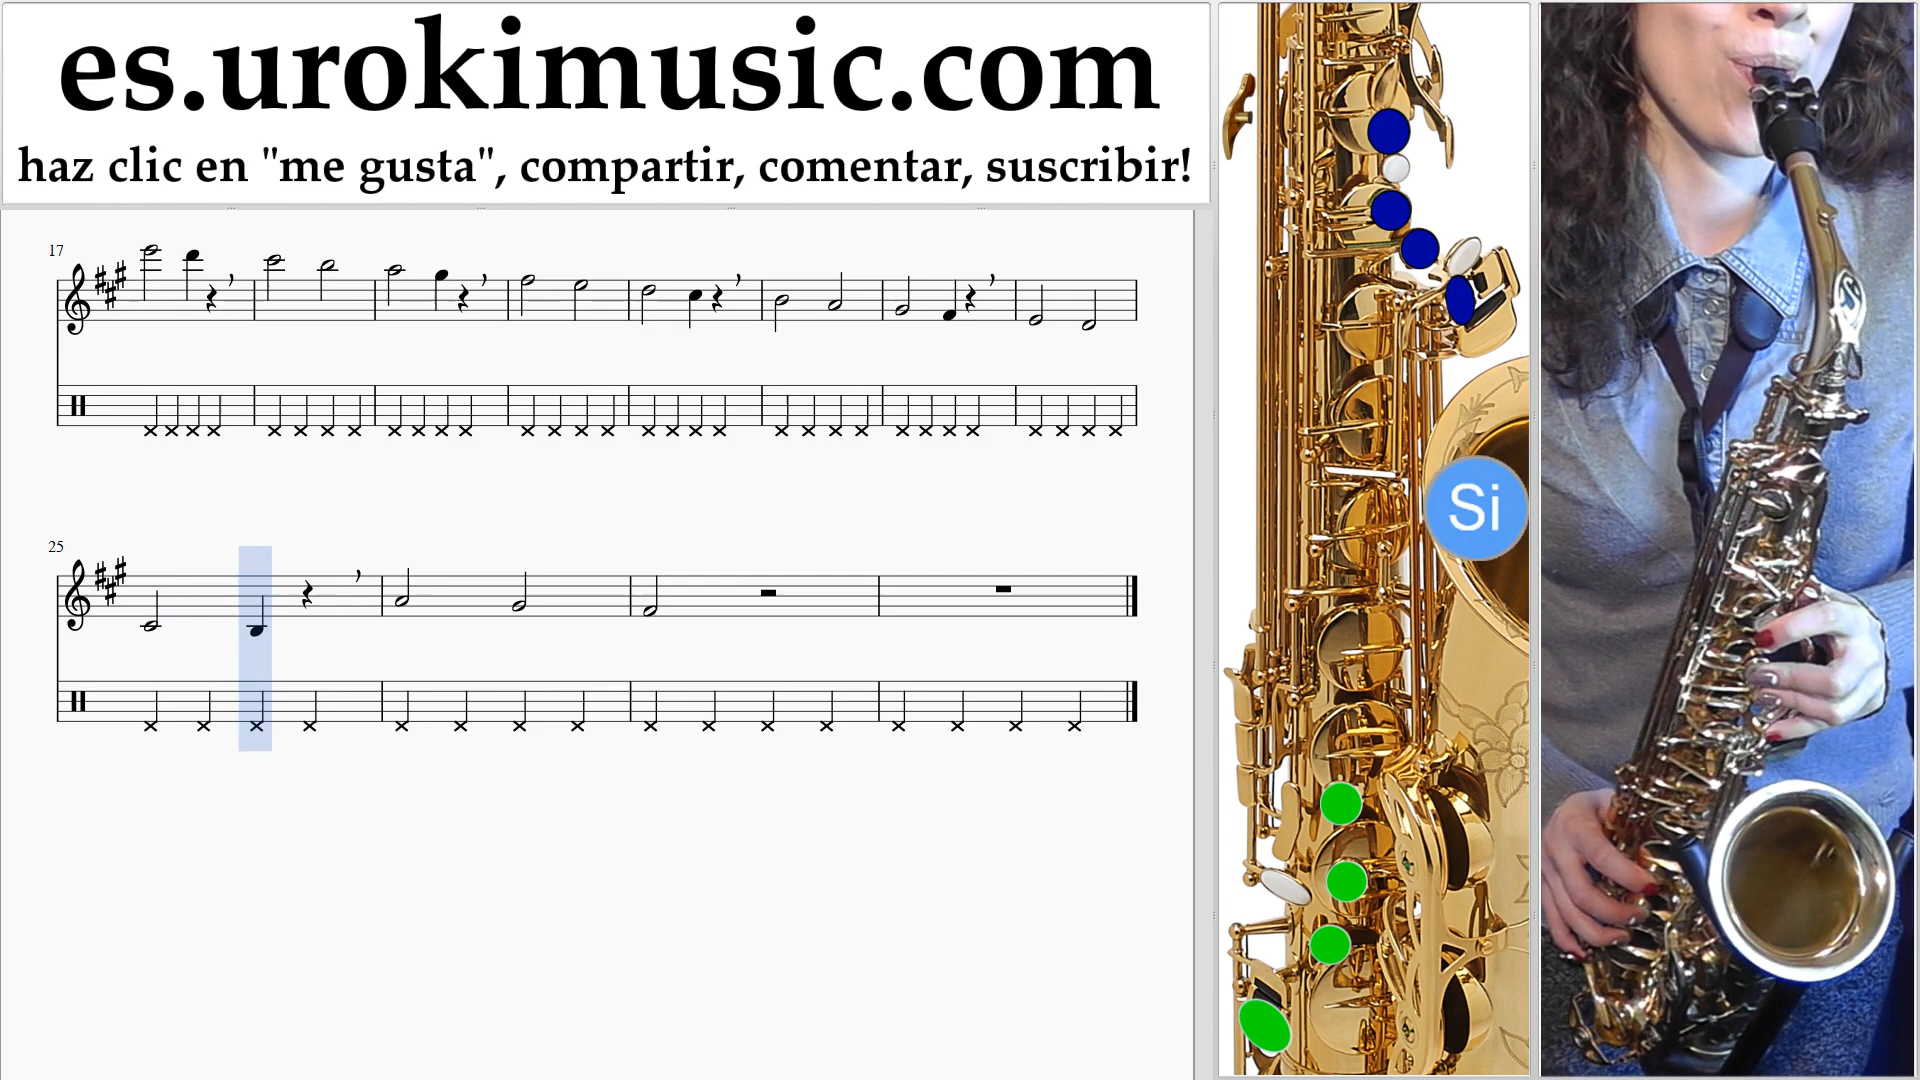 es.urokimusic.com
haz clic en "me gusta", compartir, comentar, suscribir!
17
25
Si